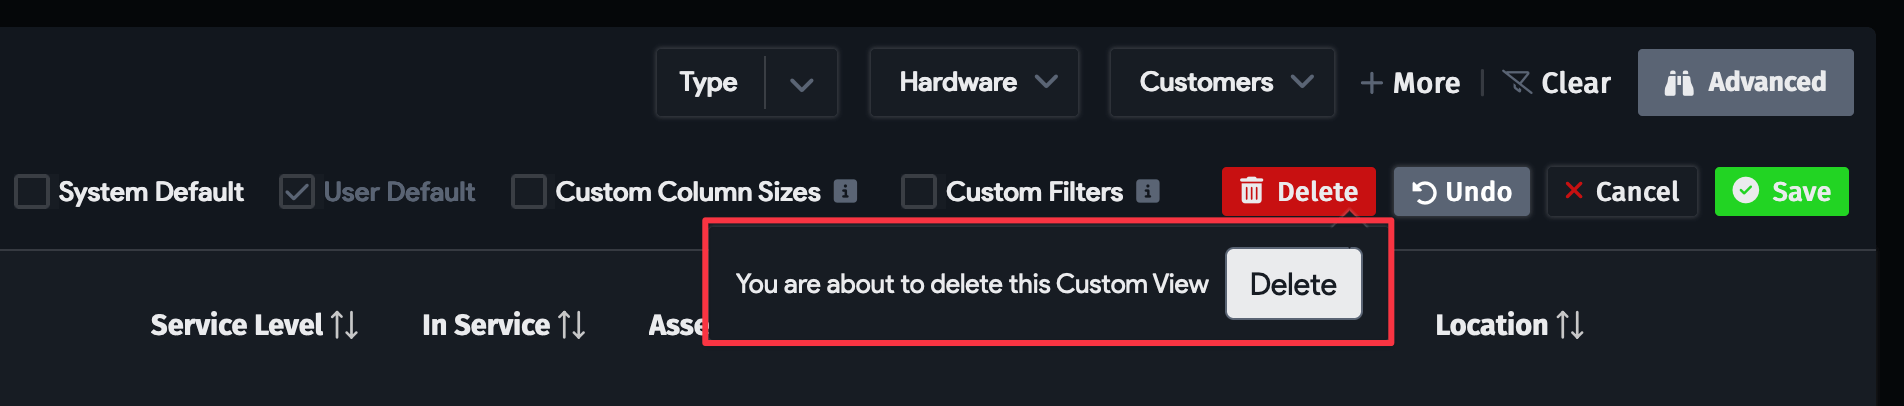 Type Hardware Customers More Clear Advanced
System Default User Default Custom Column Sizes Custom Filters Delete Undo Cancel Save
You are about to delete this Custom View Delete
Service Level In Service Asse Location